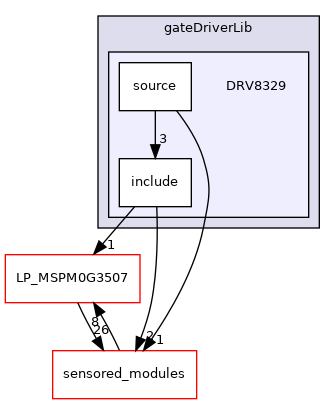 gateDriverLib
source
DRV8329
3
include
1
LP_MSPM0G3507
8
26
2
1
sensored_modules